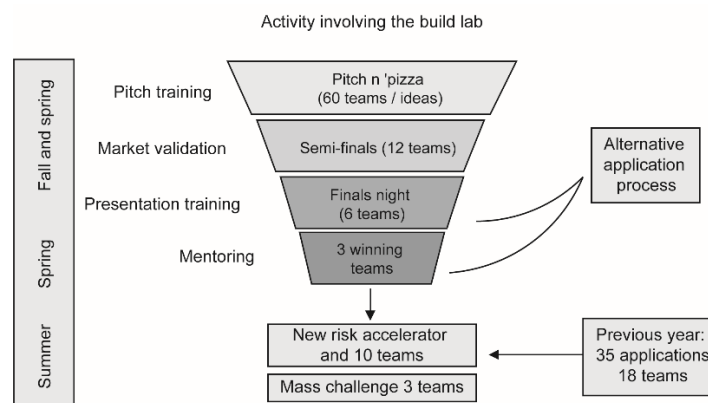 Activity involving the build lab
Fall and spring
Spring
Summer
Pitch training
Market validation
Presentation training
Mentoring
Pitch n 'pizza
(60 teams / ideas)
Semi-finals (12 teams)
Finals night
(6 teams)
3 winning
teams
Alternative
application
process
New risk accelerator
and 10 teams
Mass challenge 3 teams
Previous year:
35 applications
18 teams